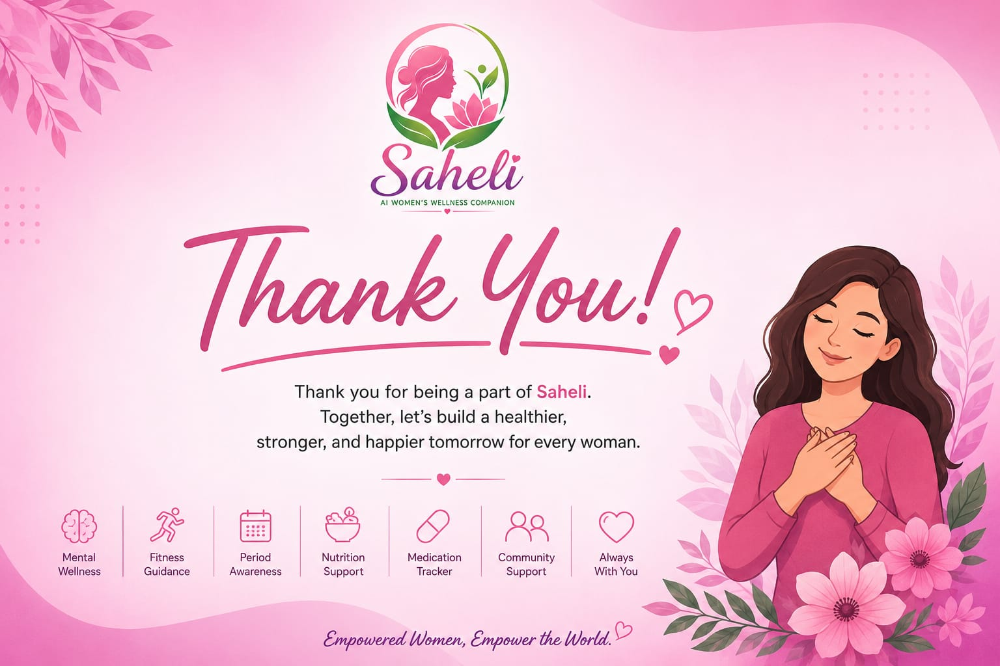 Saheli
AI WOMEN'S WELLNESS COMPANION
Thank You!
Thank you for being a part of Saheli.
Together, let's build a healthier,
stronger, and happier tomorrow for every woman.
Mental
Wellness
Fitness
Guidance
Period
Awareness
Nutrition
Support
Medication
Tracker
Community
Support
Always
With You
Empowered Women, Empower the World.